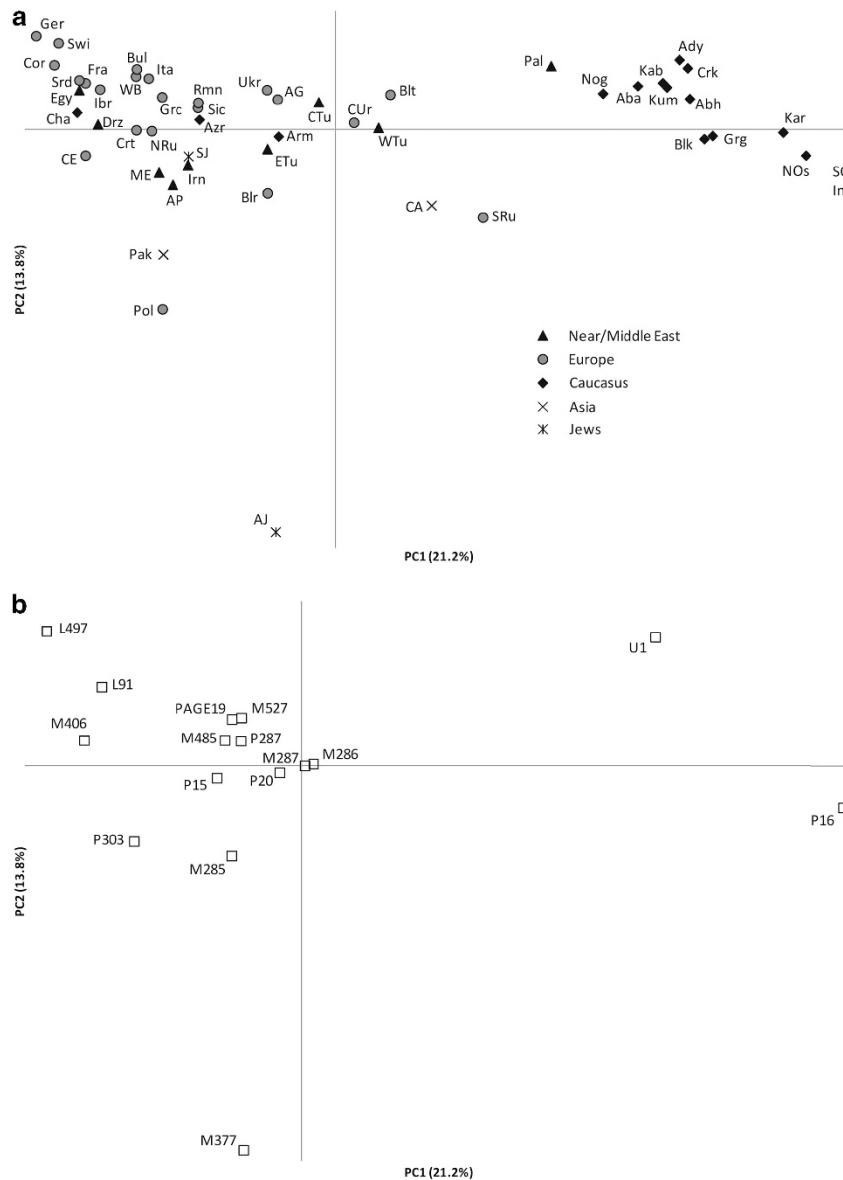 a
Ger
Swi
Cor
Srd
Fra
Bul
Ita
WB
Egy
Ibr
Grc
Rmn
Sic
Ukr
AG
Cha
Drz
Azr
CTu
Blt
CUr
Pal
Nog
Aba
Kab
Kum
Ady
Crk
Abh
Kar
Crt
NRu
SJ
Arm
WTu
Blk
Grg
NOs
CE
ME
AP
Irn
ETu
Blr
CA
SRu
Pak
Pol
AJ
PC2 (13.8%)
Near/Middle East
Europe
Caucasus
Asia
Jews
PC1 (21.2%)
b
L497
L91
M406
PAGE19
M527
M485
P287
M287
M286
U1
P15
P20
P16
P303
M285
M377
PC2 (13.8%)
PC1 (21.2%)